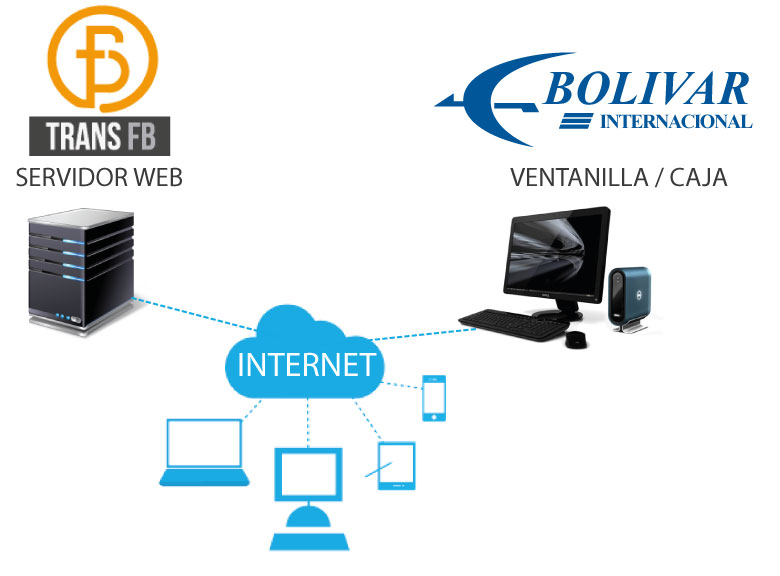 TRANS FB
SERVIDOR WEB
BOLIVAR
INTERNACIONAL
VENTANILLA / CAJA
INTERNET